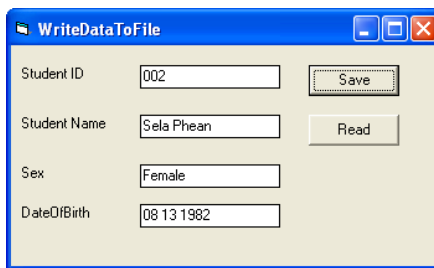 WriteDataToFile
Student ID 002 Save
Student Name Sela Phean Read
Sex Female
DateOfBirth 08 13 1982